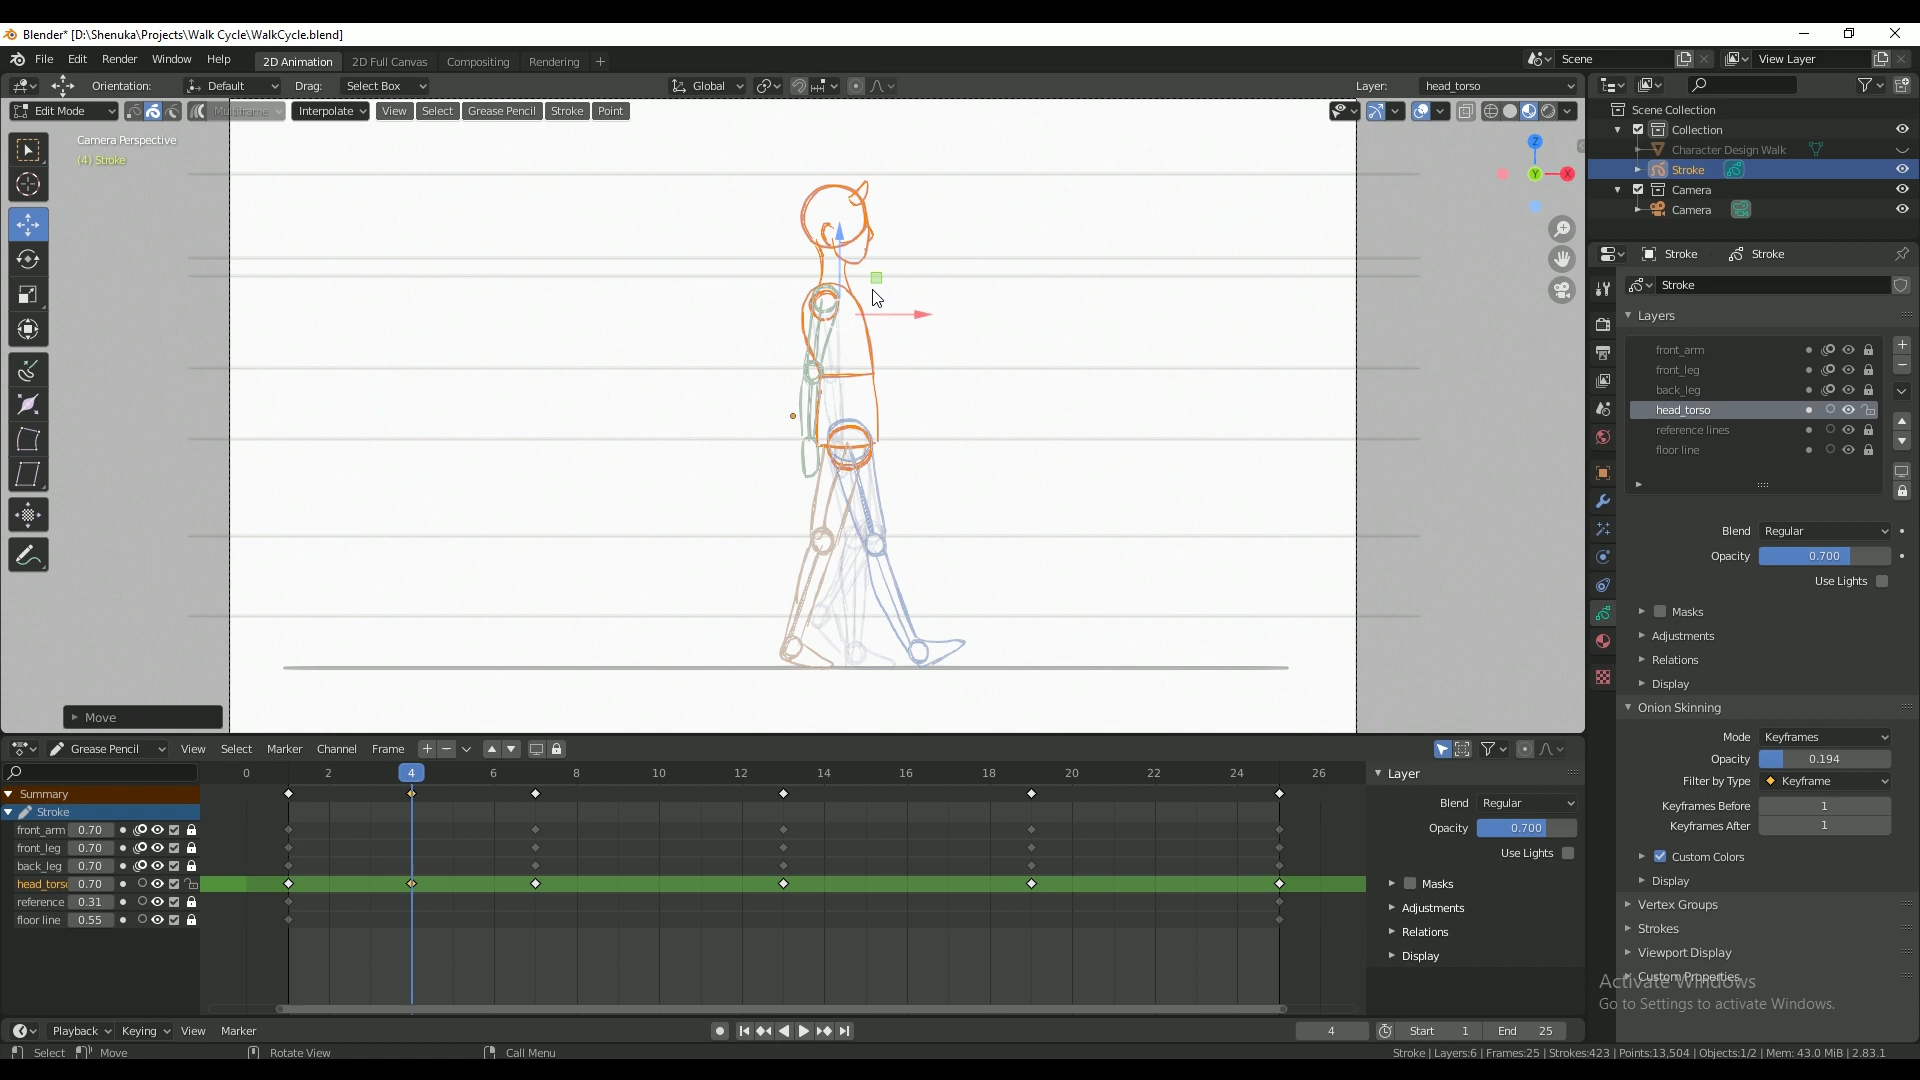 Blender* [D:\Shenuka\Projects\Walk Cycle\WalkCycle.blend]
File Edit Render Window Help 2D Animation 2D Full Canvas Compositing Rendering + Scene View Layer
Orientation: Default Drag: Select Box Global Layer: head_torso
Edit Mode Multiframe Interpolate View Select Grease Pencil Stroke Point
Camera Perspective
(4) Stroke
Z
Y
X
Move
Scene Collection
Collection
Character Design Walk
Stroke
Camera
Camera
Stroke Stroke
Stroke
Layers
front_arm
front_leg
back_leg
head_torso
reference lines
floor line
Blend Regular
Opacity 0.700
Use Lights
Masks
Adjustments
Relations
Display
Onion Skinning
Mode Keyframes
Opacity 0.194
Filter by Type Keyframe
Keyframes Before 1
Keyframes After 1
Custom Colors
Display
Vertex Groups
Strokes
Viewport Display
Custom Properties
Activate Windows
Go to Settings to activate Windows.
Grease Pencil View Select Marker Channel Frame
0 2 4 6 8 10 12 14 16 18 20 22 24 26
Summary
Stroke
front_arm 0.70
front_leg 0.70
back_leg 0.70
head_torso 0.70
reference 0.31
floor line 0.55
Layer
Blend Regular
Opacity 0.700
Use Lights
Masks
Adjustments
Relations
Display
Playback Keying View Marker 4 Start 1 End 25
Select Move Rotate View Call Menu Stroke | Layers:6 | Frames:25 | Strokes:423 | Points:13,504 | Objects:1/2 | Mem: 43.0 MiB | 2.83.1